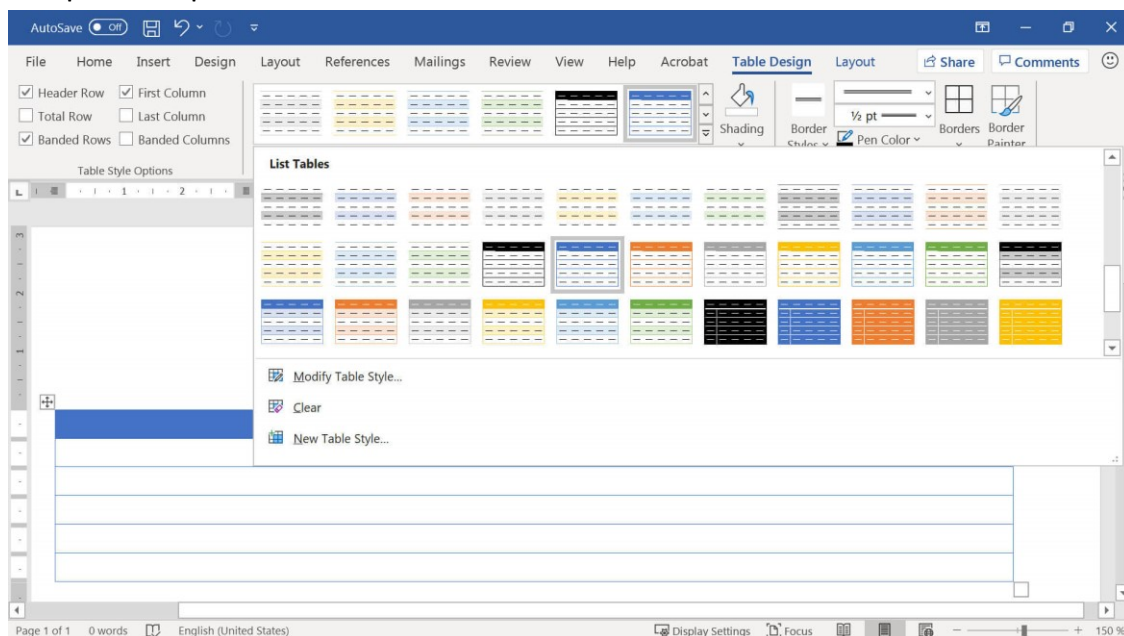 AutoSave Off
File Home Insert Design Layout References Mailings Review View Help Acrobat Table Design Layout Share Comments
Header Row First Column
Total Row Last Column
Banded Rows Banded Columns
Table Style Options
Shading
Border
½ pt
Pen Color
Borders
Border
List Tables
Modify Table Style...
Clear
New Table Style...
Page 1 of 1 0 words English (United States) Display Settings Focus 150 %